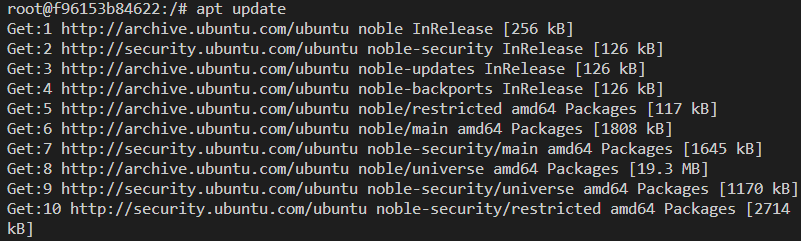 root@f96153b84622:/# apt update
Get:1 http://archive.ubuntu.com/ubuntu noble InRelease [256 kB]
Get:2 http://security.ubuntu.com/ubuntu noble-security InRelease [126 kB]
Get:3 http://archive.ubuntu.com/ubuntu noble-updates InRelease [126 kB]
Get:4 http://archive.ubuntu.com/ubuntu noble-backports InRelease [126 kB]
Get:5 http://archive.ubuntu.com/ubuntu noble/restricted amd64 Packages [117 kB]
Get:6 http://archive.ubuntu.com/ubuntu noble/main amd64 Packages [1808 kB]
Get:7 http://security.ubuntu.com/ubuntu noble-security/main amd64 Packages [1645 kB]
Get:8 http://archive.ubuntu.com/ubuntu noble/universe amd64 Packages [19.3 MB]
Get:9 http://security.ubuntu.com/ubuntu noble-security/universe amd64 Packages [1170 kB]
Get:10 http://security.ubuntu.com/ubuntu noble-security/restricted amd64 Packages [2714
kB]